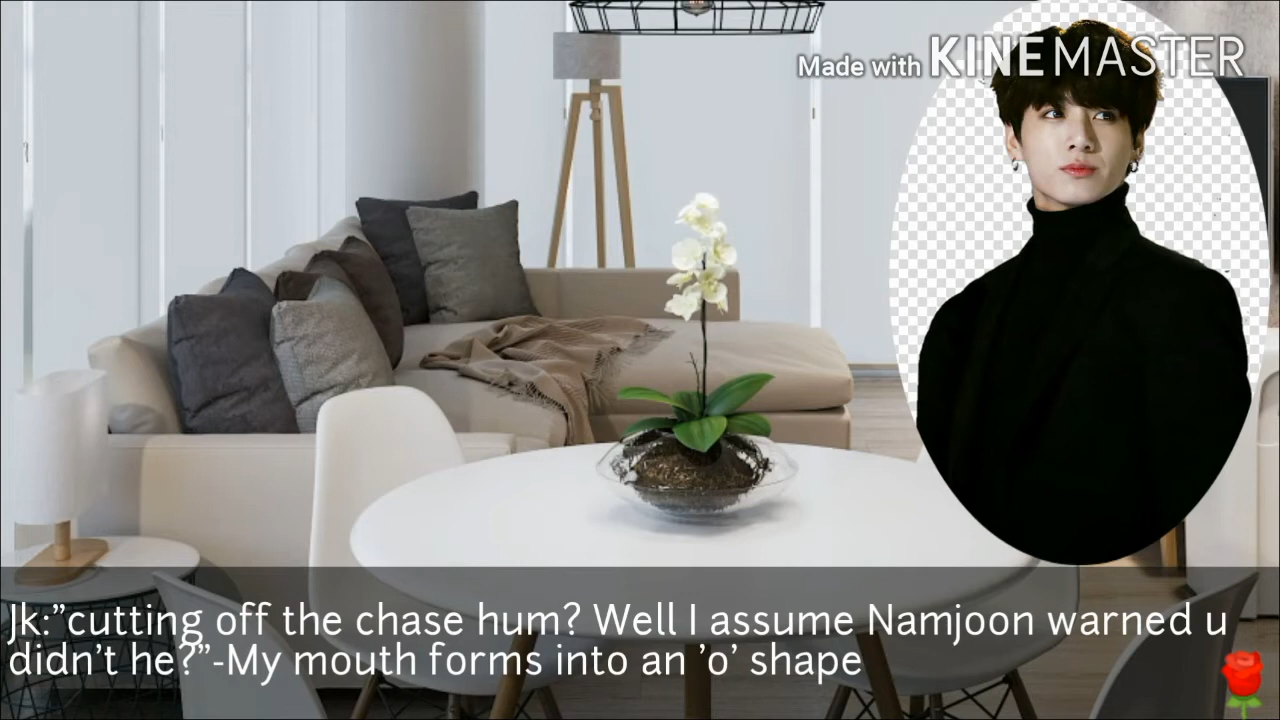 Made with KINEMASTER
Jk:"cutting off the chase hum? Well I assume Namjoon warned u
didn't he?"-My mouth forms into an 'o' shape